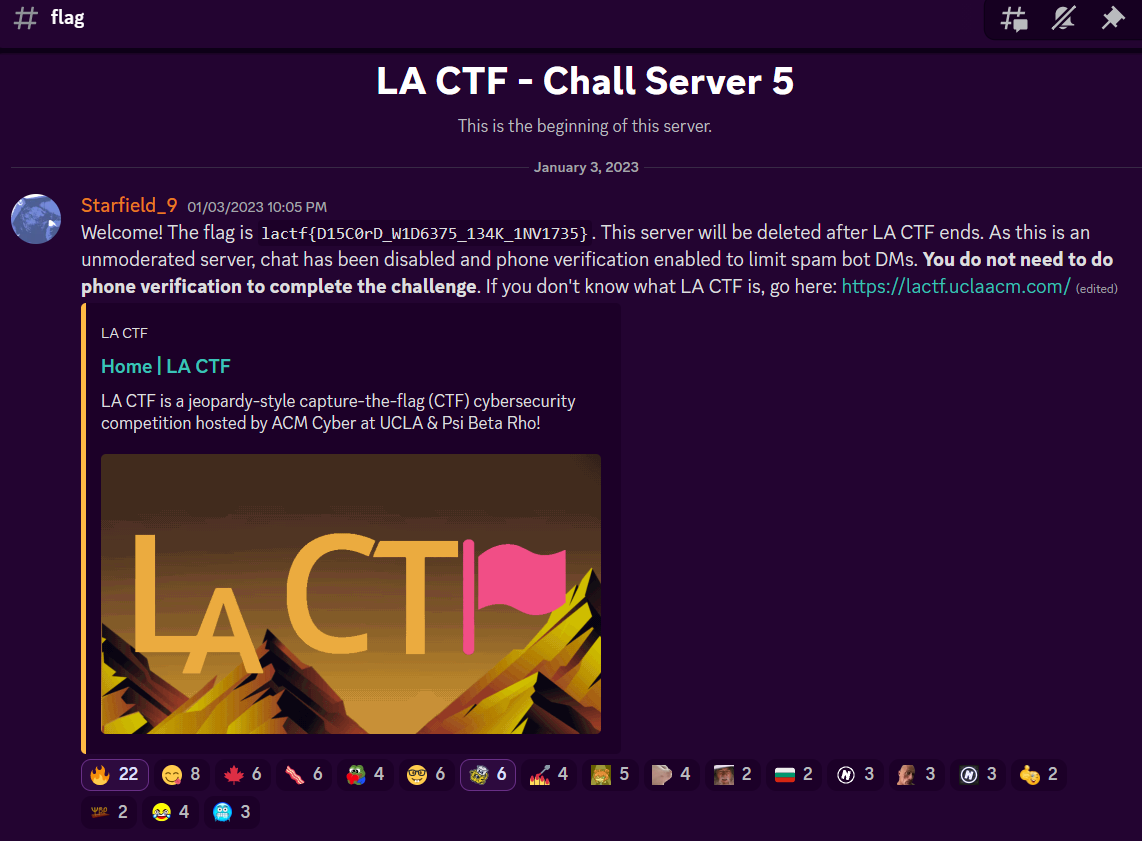 flag
LA CTF - Chall Server 5
This is the beginning of this server.
January 3, 2023
Starfield_9 01/03/2023 10:05 PM
Welcome! The flag is lactf{D15C0rD_W1D6375_134K_1NV1735}. This server will be deleted after LA CTF ends. As this is an
unmoderated server, chat has been disabled and phone verification enabled to limit spam bot DMs. You do not need to do
phone verification to complete the challenge. If you don't know what LA CTF is, go here: https://lactf.uclaacm.com/ (edited)
LA CTF
Home | LA CTF
LA CTF is a jeopardy-style capture-the-flag (CTF) cybersecurity
competition hosted by ACM Cyber at UCLA & Psi Beta Rho!
LA CT
22 8 6 6 4 6 6 4 5 4 2 2 3 3 3 2
2 4 3